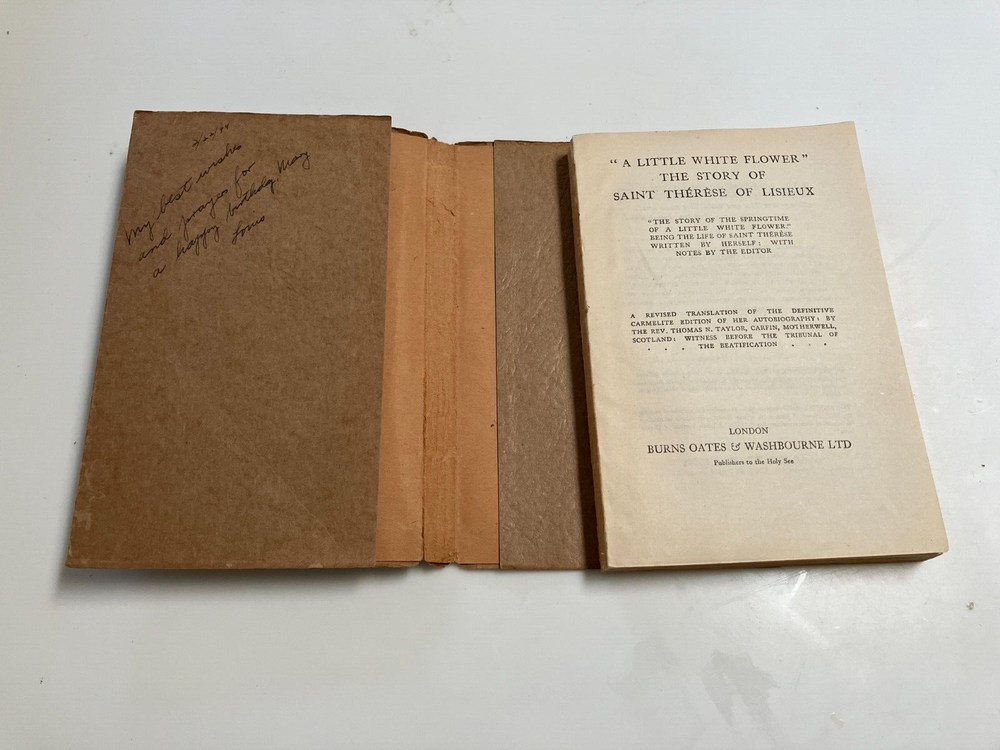 2-22-44
My best wishes
and prayers for
a happy birthday, Mary
Louis
“ A LITTLE WHITE FLOWER ”
THE STORY OF
SAINT THÉRÈSE OF LISIEUX
“THE STORY OF THE SPRINGTIME
OF A LITTLE WHITE FLOWER.”
BEING THE LIFE OF SAINT THÉRÈSE
WRITTEN BY HERSELF: WITH
NOTES BY THE EDITOR
A REVISED TRANSLATION OF THE DEFINITIVE
CARMELITE EDITION OF HER AUTOBIOGRAPHY: BY
THE REV. THOMAS N. TAYLOR, CARFIN, MOTHERWELL,
SCOTLAND: WITNESS BEFORE THE TRIBUNAL OF
. . . THE BEATIFICATION . . .
LONDON
BURNS OATES & WASHBOURNE LTD
Publishers to the Holy See